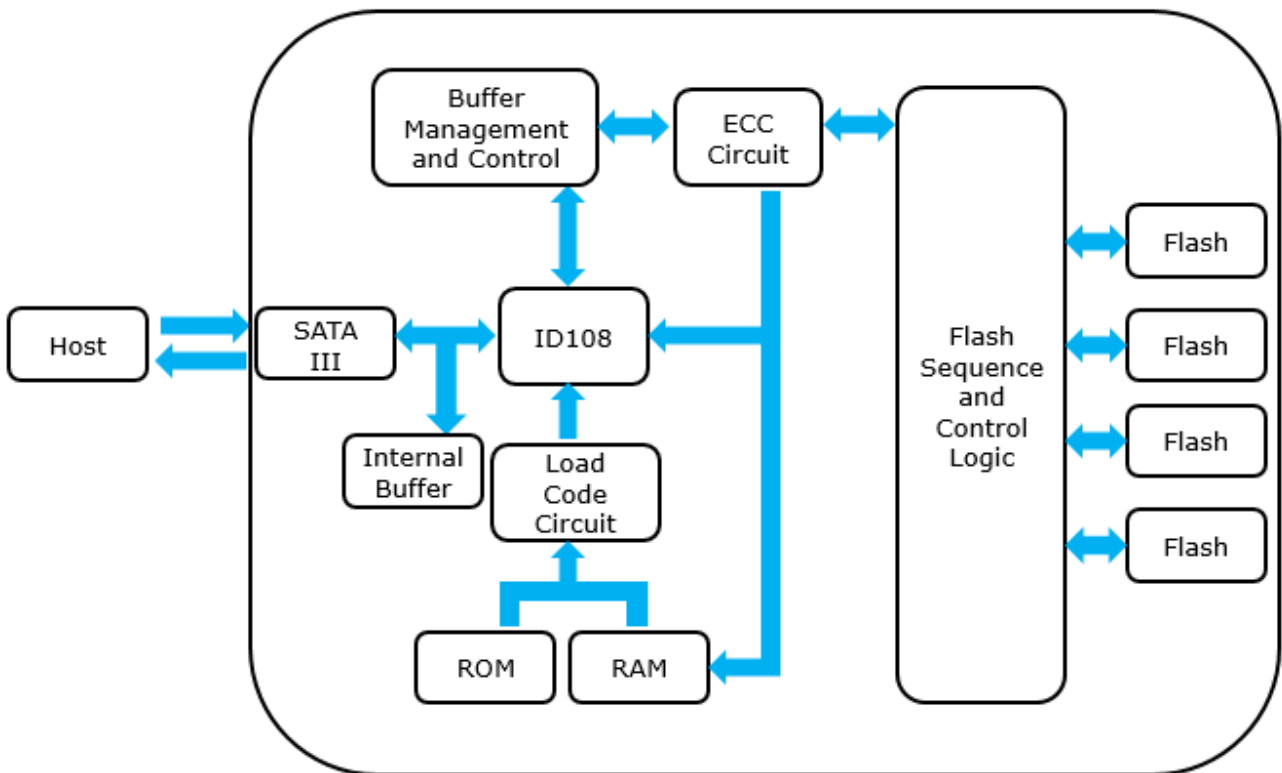 Buffer
Management
and Control
ECC
Circuit
Flash
Host
SATA
III
ID108
Flash
Sequence
and
Control
Logic
Flash
Internal
Buffer
Load
Code
Circuit
Flash
Flash
ROM
RAM